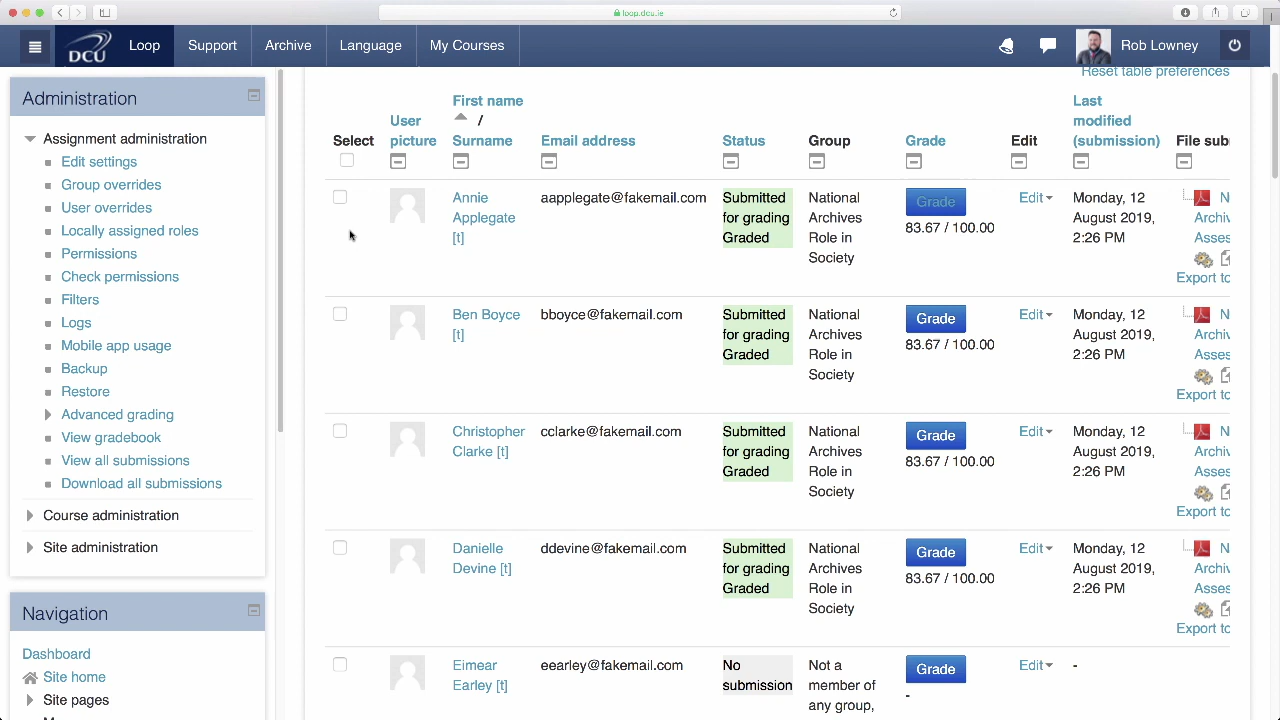 loop.dcu.ie
DCU
Loop
Support
Archive
Language
My Courses
Rob Lowney
Administration
Assignment administration
Edit settings
Group overrides
User overrides
Locally assigned roles
Permissions
Check permissions
Filters
Logs
Mobile app usage
Backup
Restore
Advanced grading
View gradebook
View all submissions
Download all submissions
Course administration
Site administration
Navigation
Dashboard
Site home
Site pages
Reset table preferences
Select
User
picture
First name
/
Surname
Email address
Status
Group
Grade
Edit
Last
modified
(submission)
File sub
Annie
Applegate
[t]
aapplegate@fakemail.com
Submitted
for grading
Graded
National
Archives
Role in
Society
Grade
83.67 / 100.00
Edit
Monday, 12
August 2019,
2:26 PM
N
Archiv
Asses
Export to
Ben Boyce
[t]
bboyce@fakemail.com
Submitted
for grading
Graded
National
Archives
Role in
Society
Grade
83.67 / 100.00
Edit
Monday, 12
August 2019,
2:26 PM
N
Archiv
Asses
Export to
Christopher
Clarke [t]
cclarke@fakemail.com
Submitted
for grading
Graded
National
Archives
Role in
Society
Grade
83.67 / 100.00
Edit
Monday, 12
August 2019,
2:26 PM
N
Archiv
Asses
Export to
Danielle
Devine [t]
ddevine@fakemail.com
Submitted
for grading
Graded
National
Archives
Role in
Society
Grade
83.67 / 100.00
Edit
Monday, 12
August 2019,
2:26 PM
N
Archiv
Asses
Export to
Eimear
Earley [t]
eearley@fakemail.com
No
submission
Not a
member of
any group,
Grade
-
Edit
-